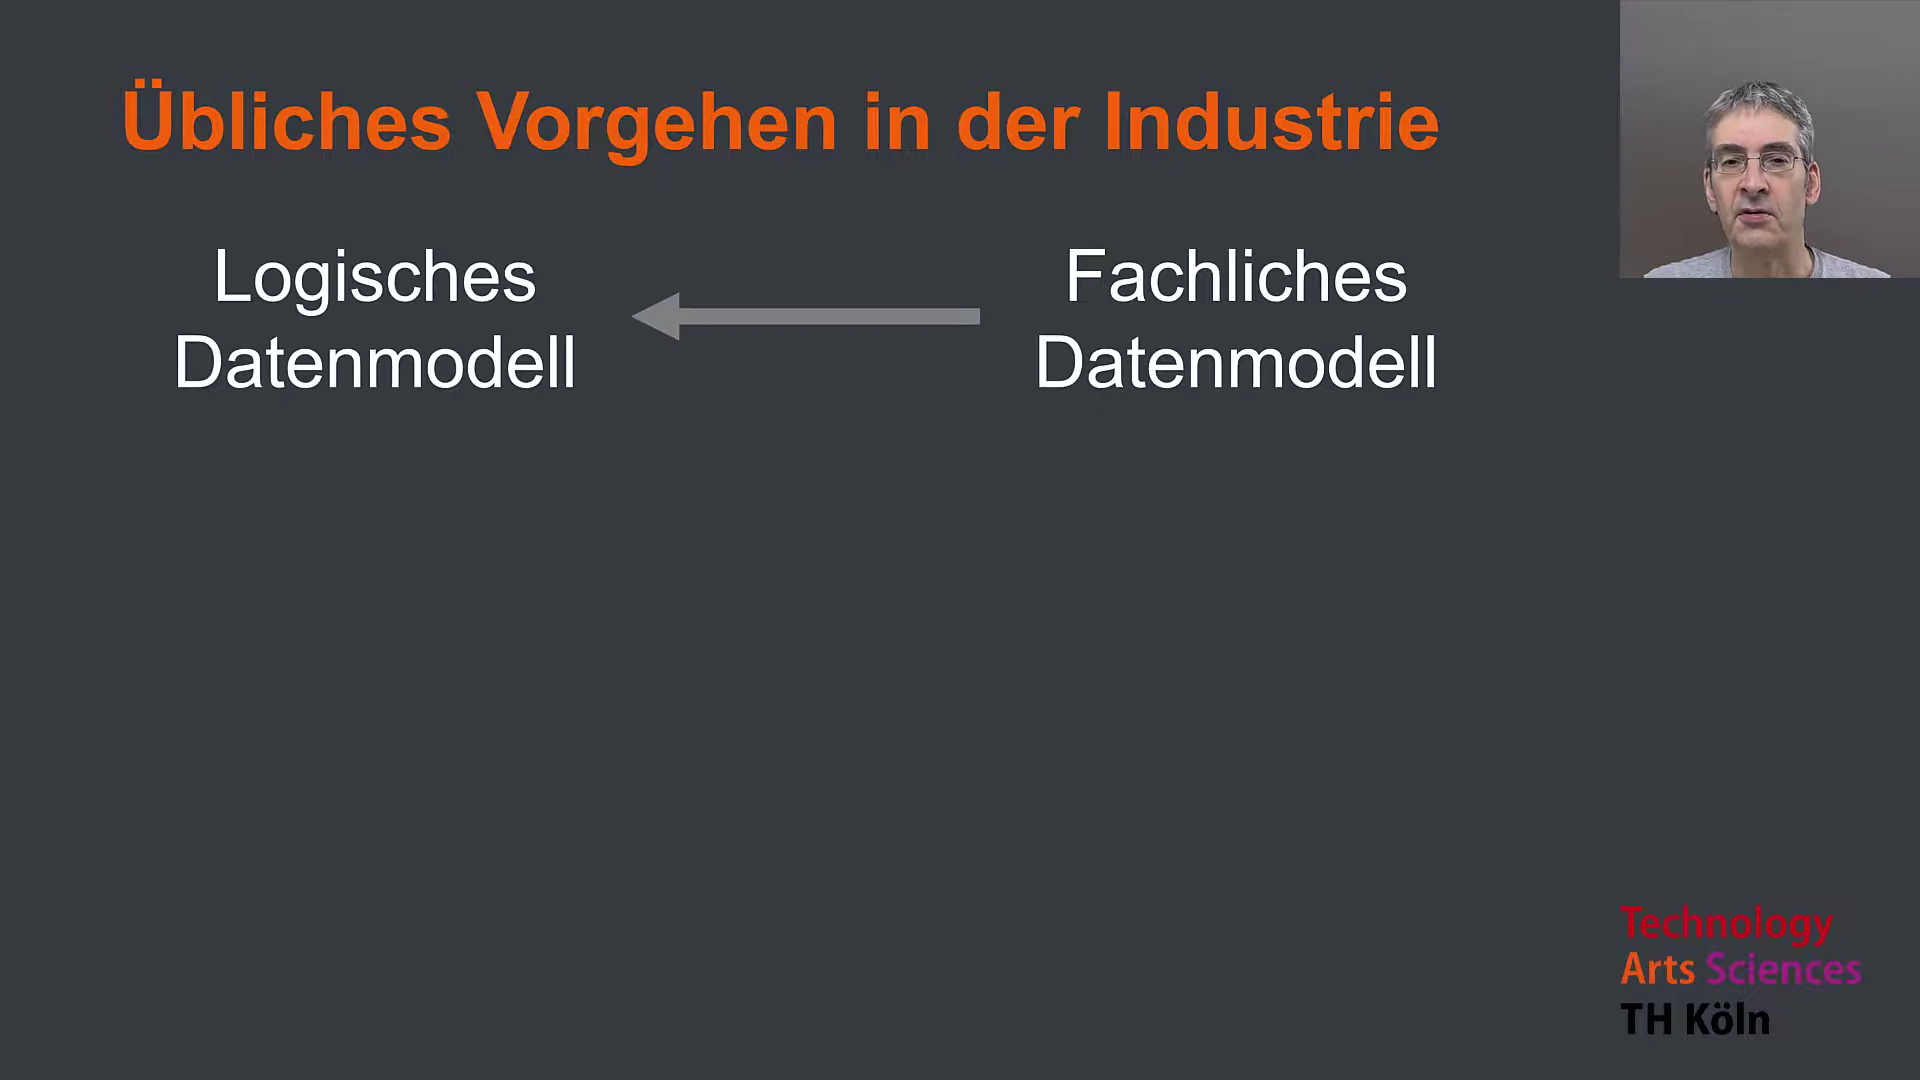 Übliches Vorgehen in der Industrie
Logisches
Datenmodell
Fachliches
Datenmodell
Technology
Arts Sciences
TH Köln